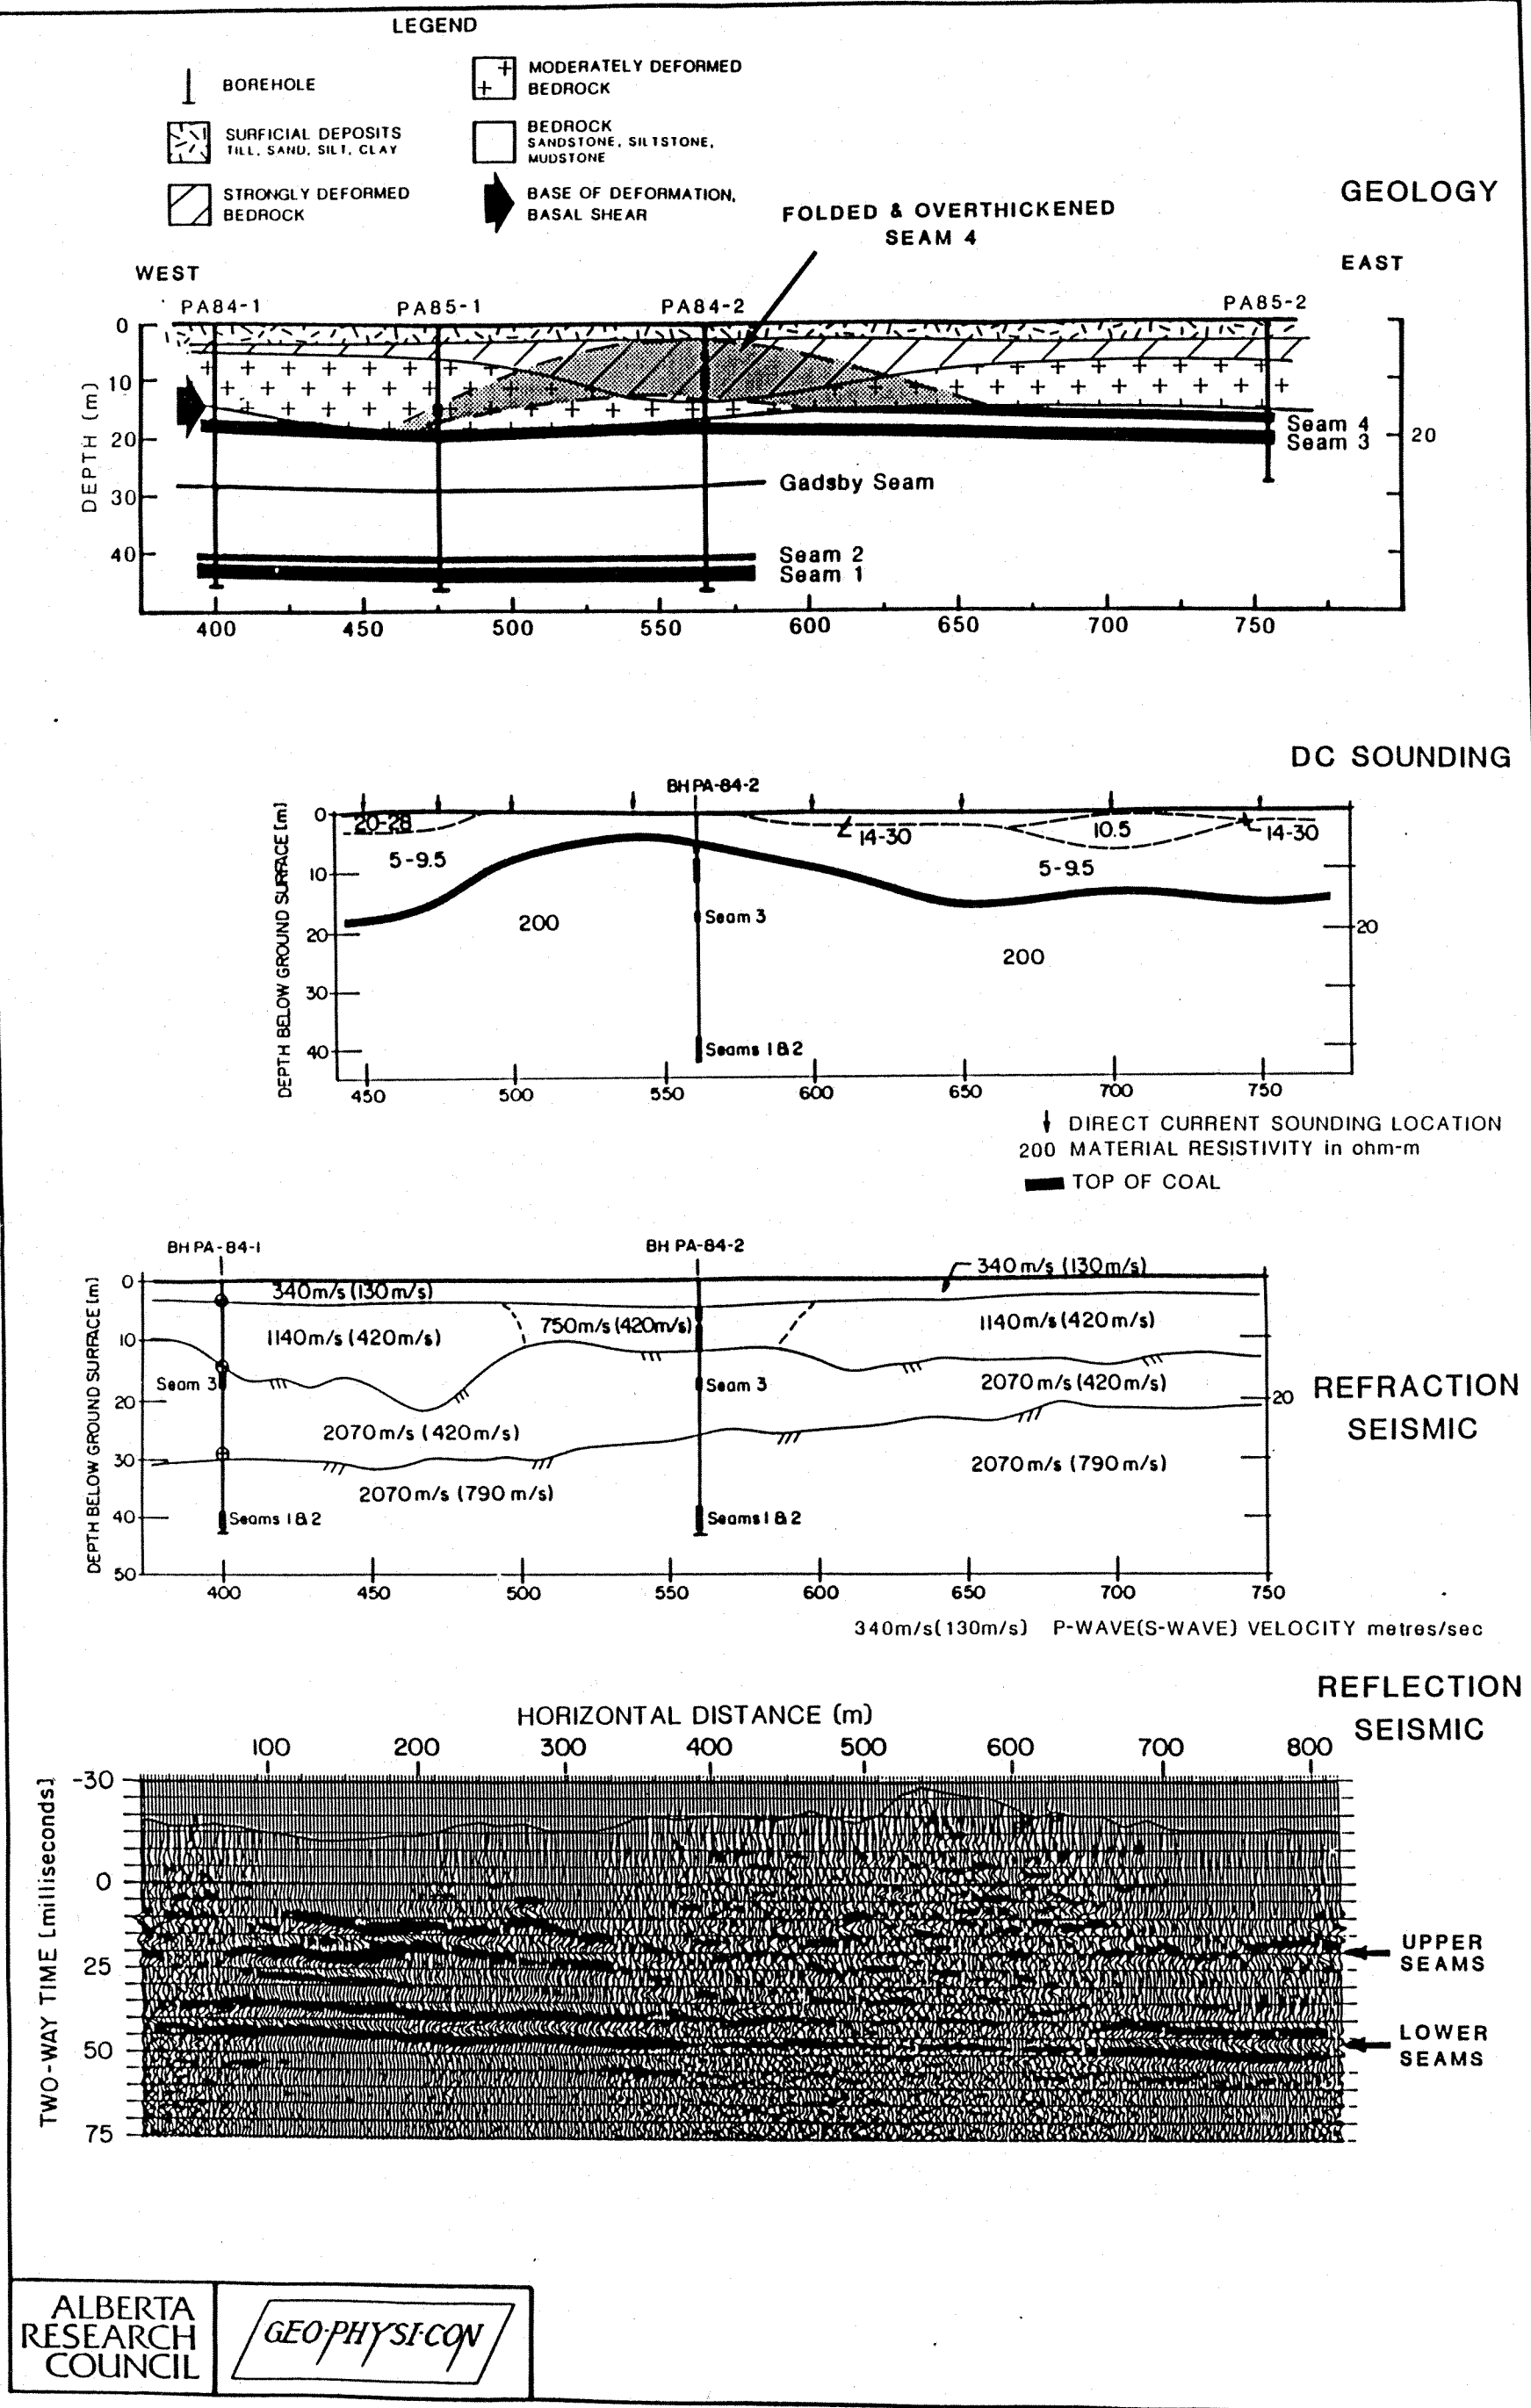 LEGEND
BOREHOLE
SURFICIAL DEPOSITS
TILL, SAND, SILT, CLAY
STRONGLY DEFORMED
BEDROCK
MODERATELY DEFORMED
BEDROCK
BEDROCK
SANDSTONE, SILTSTONE,
MUDSTONE
BASE OF DEFORMATION,
BASAL SHEAR
GEOLOGY
FOLDED & OVERTHICKENED
SEAM 4
WEST
EAST
PA84-1
PA85-1
PA84-2
PA85-2
DEPTH (m)
0
10
20
30
40
20
Seam 4
Seam 3
Gadsby Seam
Seam 2
Seam 1
400
450
500
550
600
650
700
750
DC SOUNDING
BH PA-84-2
DEPTH BELOW GROUND SURFACE [m]
0
10
20
30
40
20-28
14-30
10.5
14-30
5-9.5
5-9.5
Seam 3
200
200
20
Seams 1&2
450
500
550
600
650
700
750
DIRECT CURRENT SOUNDING LOCATION
200 MATERIAL RESISTIVITY in ohm-m
TOP OF COAL
BH PA-84-1
BH PA-84-2
DEPTH BELOW GROUND SURFACE [m]
0
10
20
30
40
50
340m/s (130m/s)
340m/s (130m/s)
1140m/s (420m/s)
750m/s (420m/s)
1140m/s (420m/s)
Seam 3
Seam 3
2070m/s (420m/s)
20
2070m/s (420m/s)
2070m/s (790m/s)
2070m/s (790m/s)
Seams 1&2
Seams 1&2
REFRACTION
SEISMIC
400
450
500
550
600
650
700
750
340m/s(130m/s) P-WAVE(S-WAVE) VELOCITY metres/sec
REFLECTION
SEISMIC
HORIZONTAL DISTANCE (m)
100
200
300
400
500
600
700
800
TWO-WAY TIME [milliseconds]
-30
0
25
50
75
UPPER
SEAMS
LOWER
SEAMS
ALBERTA
RESEARCH
COUNCIL
GEO-PHYSI-CON